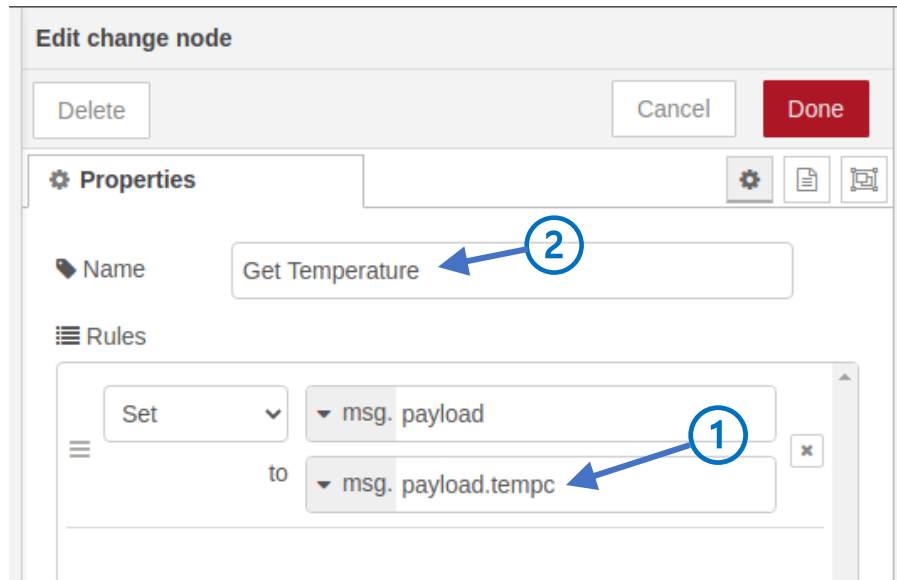 Edit change node
Delete Cancel Done
Properties
2
Name Get Temperature
Rules
Set msg. payload
1
to msg. payload.tempc